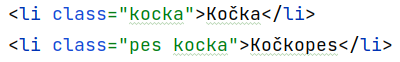 <li class="kocka">Kočka</li>
<li class="pes kocka">Kočkopes</li>